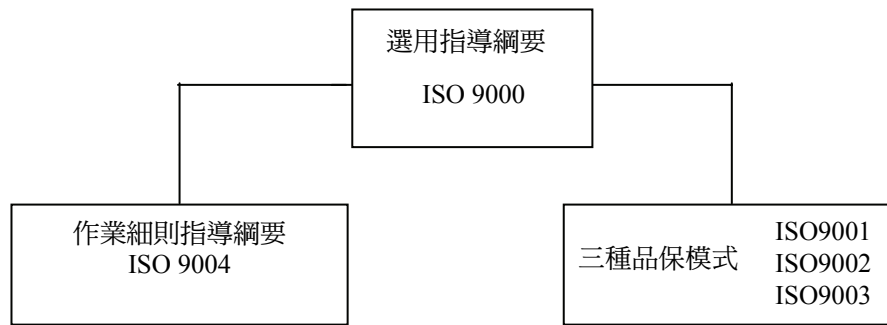 選用指導綱要
ISO 9000
作業細則指導綱要
ISO 9004
三種品保模式
ISO9001
ISO9002
ISO9003